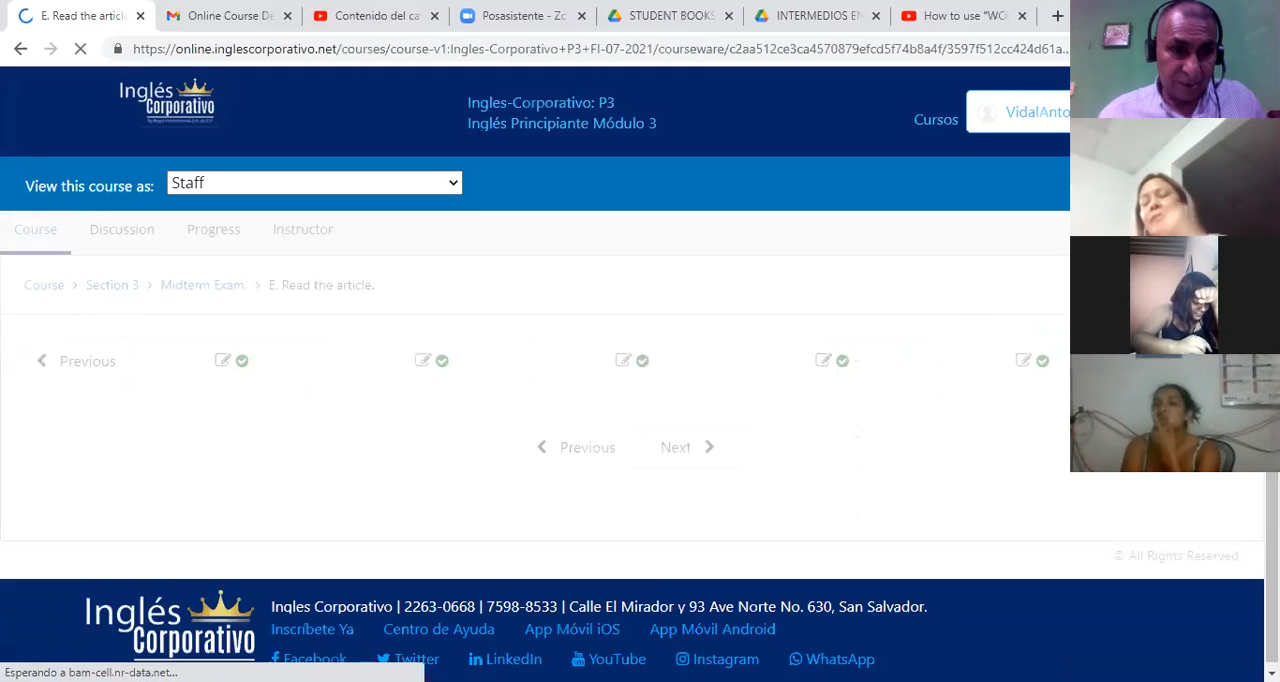 E. Read the articl
Online Course De
Contenido del ca
Posasistente - Zc
STUDENT BOOKS
INTERMEDIOS EN
How to use "WO
https://online.inglescorporativo.net/courses/course-v1:Ingles-Corporativo+P3+FI-07-2021/courseware/c2aa512ce3ca4570879efcd5f74b8a4f/3597f512cc424d61a...
Inglés
Corporativo
Ingles-Corporativo: P3
Inglés Principiante Módulo 3
Cursos
VidalAnto
View this course as:
Staff
Course
Discussion
Progress
Instructor
Course > Section 3 > Midterm Exam. > E. Read the article.
Previous
Previous
Next
© All Rights Reserved
Inglés
Corporativo
Ingles Corporativo | 2263-0668 | 7598-8533 | Calle El Mirador y 93 Ave Norte No. 630, San Salvador.
Inscríbete Ya
Centro de Ayuda
App Móvil iOS
App Móvil Android
Facebook
Twitter
LinkedIn
YouTube
Instagram
WhatsApp
Esperando a bam-cell.nr-data.net...